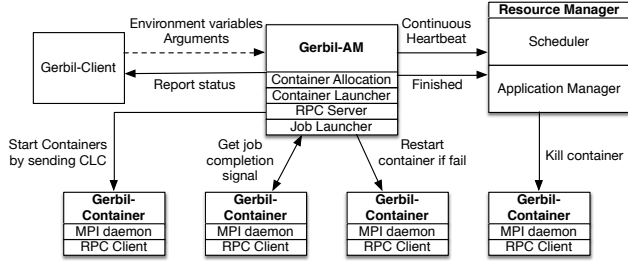 Environment variables
Arguments
Gerbil-Client
Report status
Gerbil-AM
Container Allocation
Container Launcher
RPC Server
Job Launcher
Continuous
Heartbeat
Finished
Resource Manager
Scheduler
Application Manager
Start Containers
by sending CLC
Get job
completion
signal
Restart
container if fail
Kill container
Gerbil-
Container
MPI daemon
RPC Client
Gerbil-
Container
MPI daemon
RPC Client
Gerbil-
Container
MPI daemon
RPC Client
Gerbil-
Container
MPI daemon
RPC Client